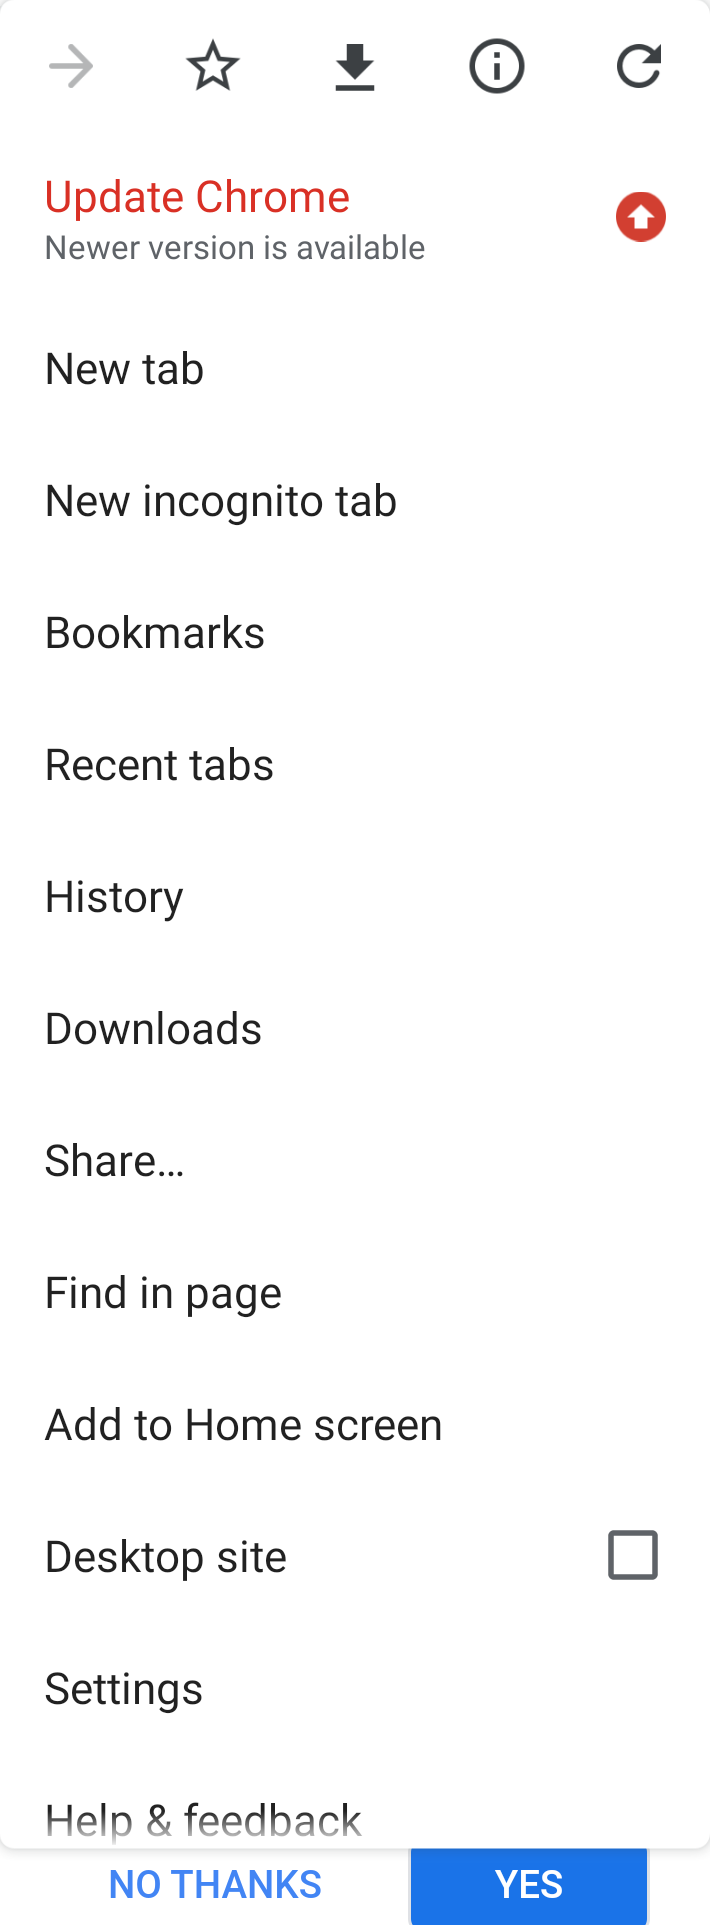 Update Chrome
Newer version is available
New tab
New incognito tab
Bookmarks
Recent tabs
History
Downloads
Share…
Find in page
Add to Home screen
Desktop site
Settings
Help & feedback
NO THANKS
YES